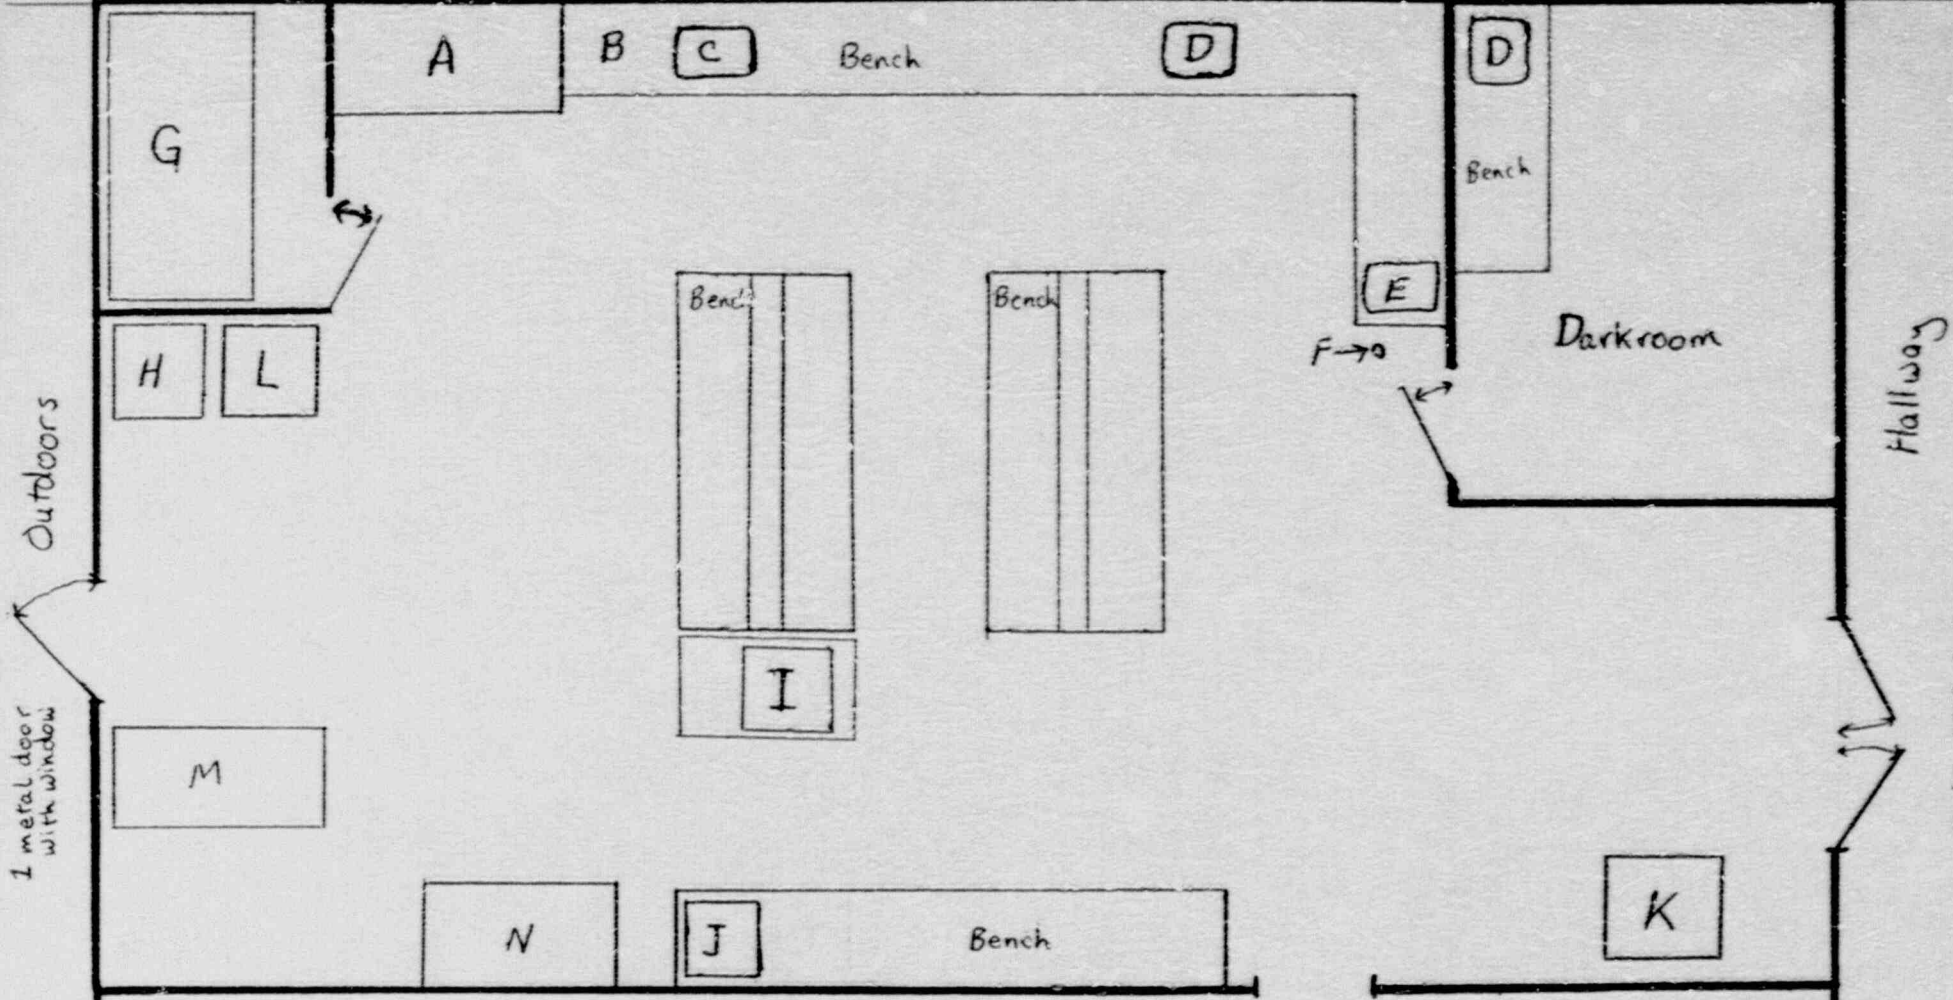 A
B
C
Bench
D
D
G
Bench
Bench
Bench
E
F
Darkroom
H
L
Hallway
Outdoors
I
1 metal door
with window
M
N
J
Bench
K